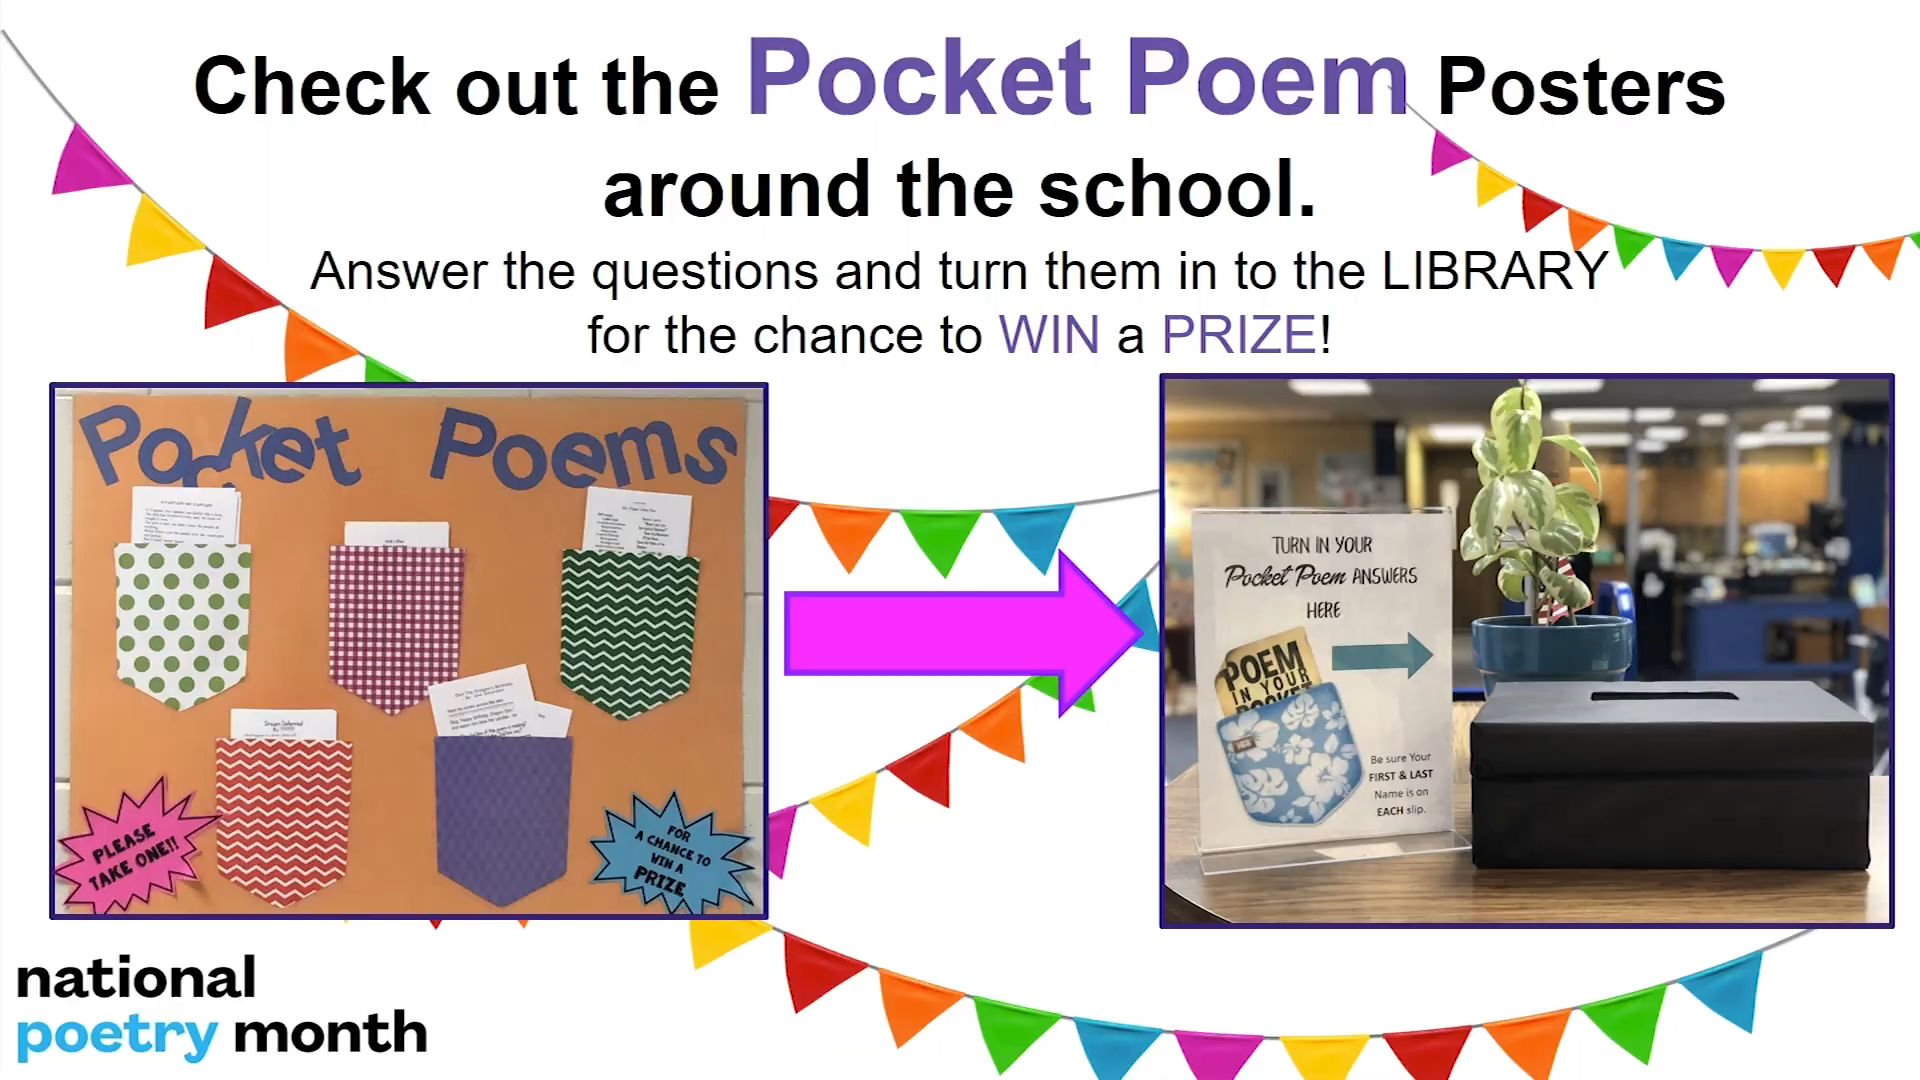 Check out the Pocket Poem Posters
around the school.
Answer the questions and turn them in to the LIBRARY
for the chance to WIN a PRIZE!
Pocket Poems
Dream Deferred
PLEASE
TAKE ONE!!
FOR
A CHANCE TO
WIN A
PRIZE
TURN IN YOUR
Pocket Poem ANSWERS
HERE
POEM
IN YOUR
POCKET
Be sure Your
FIRST & LAST
Name is on
EACH slip.
national
poetry month